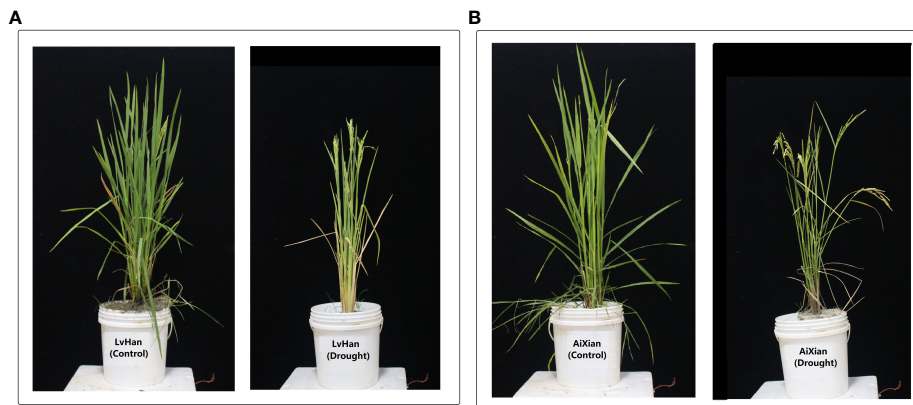 A
B
LvHan
(Control)
LvHan
(Drought)
AiXian
(Control)
AiXian
(Drought)